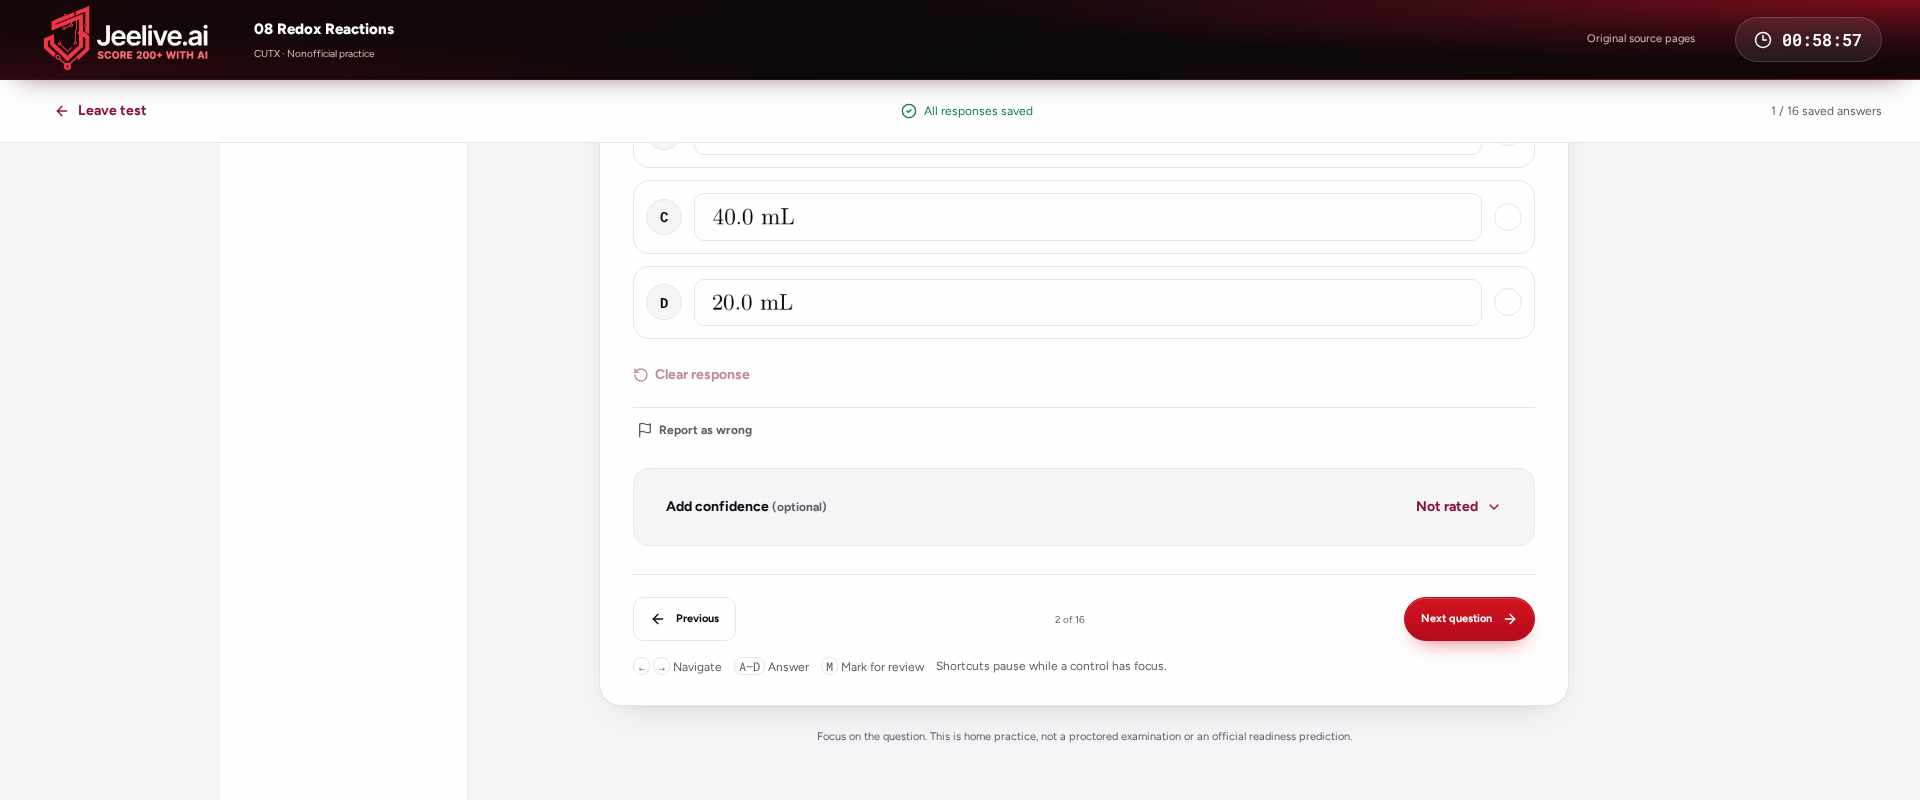 Jeelive.ai
SCORE 200+ WITH AI
08 Redox Reactions
CUTX · Nonofficial practice
Original source pages
00:58:57
Leave test
All responses saved
1 / 16 saved answers
C
40.0 mL
D
20.0 mL
Clear response
Report as wrong
Add confidence (optional)
Not rated
Previous
2 of 16
Next question
← → Navigate A–D Answer M Mark for review Shortcuts pause while a control has focus.
Focus on the question. This is home practice, not a proctored examination or an official readiness prediction.